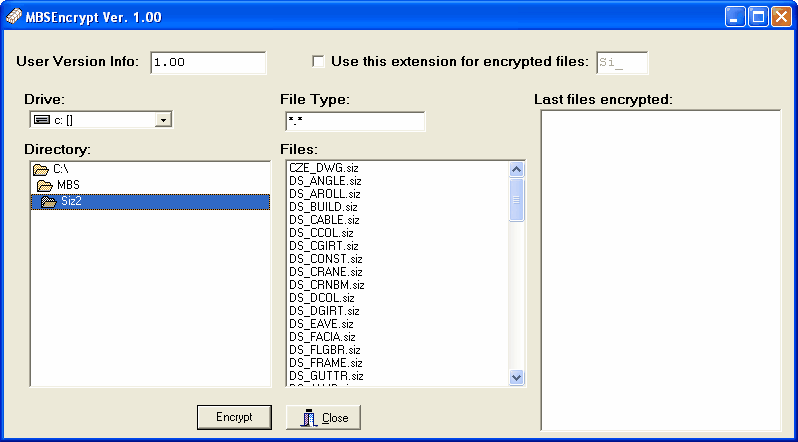 MBSEncrypt Ver. 1.00
User Version Info: 1.00
Use this extension for encrypted files: Si_
Drive:
c: []
File Type:
*.*
Last files encrypted:
Directory:
C:\
MBS
Siz2
Files:
CZE_DWG.siz
DS_ANGLE.siz
DS_AROLL.siz
DS_BUILD.siz
DS_CABLE.siz
DS_CCOL.siz
DS_CGIRT.siz
DS_CONST.siz
DS_CRANE.siz
DS_CRNBM.siz
DS_DCOL.siz
DS_DGIRT.siz
DS_EAVE.siz
DS_FACIA.siz
DS_FLGBR.siz
DS_FRAME.siz
DS_GUTTR.siz
Encrypt
Close